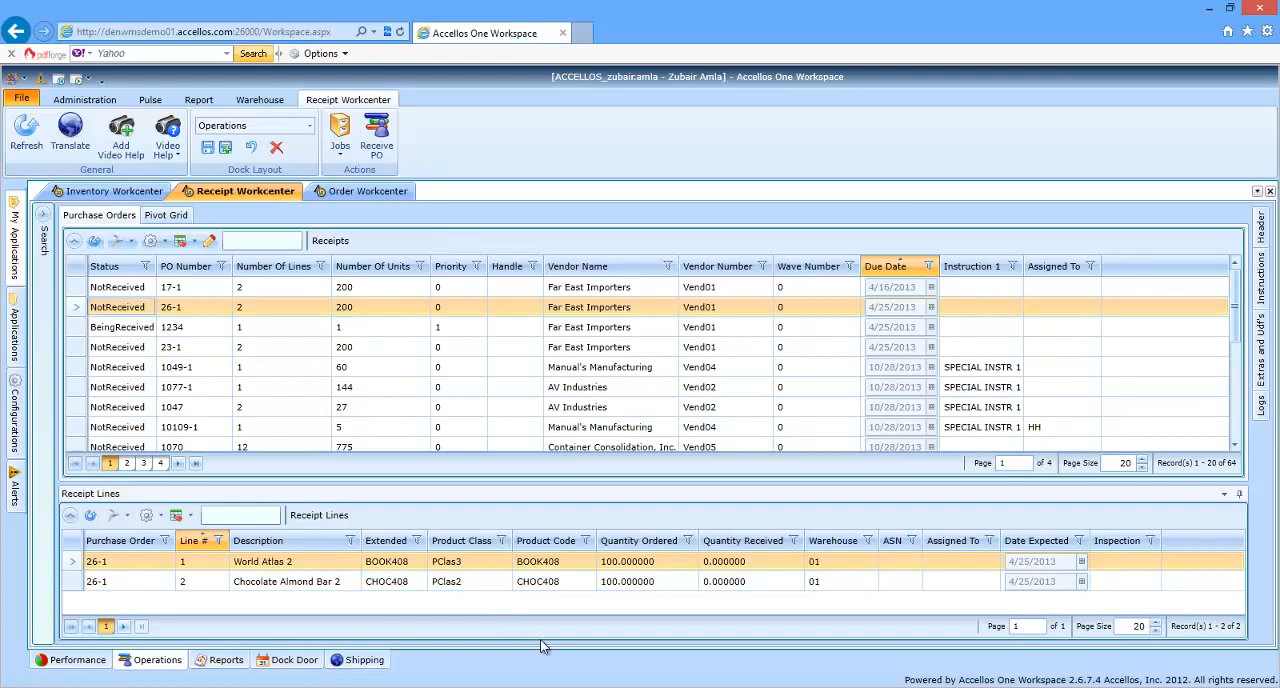 http://denwmsdemo01.accellos.com:26000/Workspace.aspx
Accellos One Workspace
pdfforge
Yahoo
Search
Options
[ACCELLOS_zubair.amla - Zubair Amla] - Accellos One Workspace
File Administration Pulse Report Warehouse Receipt Workcenter
Refresh Translate Add Video Help Video Help
General
Operations
Dock Layout
Jobs Receive PO
Actions
Inventory Workcenter Receipt Workcenter Order Workcenter
My Applications
Applications
Configurations
Alerts
Search
Purchase Orders Pivot Grid
Receipts
Status PO Number Number Of Lines Number Of Units Priority Handle Vendor Name Vendor Number Wave Number Due Date Instruction 1 Assigned To
NotReceived 17-1 2 200 0 Far East Importers Vend01 0 4/16/2013
NotReceived 26-1 2 200 0 Far East Importers Vend01 0 4/25/2013
BeingReceived 1234 1 1 1 Far East Importers Vend01 0 4/25/2013
NotReceived 23-1 2 200 0 Far East Importers Vend01 0 4/25/2013
NotReceived 1049-1 1 60 0 Manual's Manufacturing Vend04 0 10/28/2013 SPECIAL INSTR 1
NotReceived 1077-1 1 144 0 AV Industries Vend02 0 10/28/2013 SPECIAL INSTR 1
NotReceived 1047 2 27 0 AV Industries Vend02 0 10/28/2013 SPECIAL INSTR 1
NotReceived 10109-1 1 5 0 Manual's Manufacturing Vend04 0 10/28/2013 SPECIAL INSTR 1 HH
NotReceived 1070 12 775 0 Container Consolidation, Inc. Vend05 0 10/28/2013 SPECIAL INSTR 1
1 2 3 4 Page 1 of 4 Page Size 20 Record(s) 1 - 20 of 64
Header
Instructions
Extras and Udf's
Logs
Receipt Lines
Receipt Lines
Purchase Order Line # Description Extended Product Class Product Code Quantity Ordered Quantity Received Warehouse ASN Assigned To Date Expected Inspection
26-1 1 World Atlas 2 BOOK408 PClas3 BOOK408 100.000000 0.000000 01 4/25/2013
26-1 2 Chocolate Almond Bar 2 CHOC408 PClas2 CHOC408 100.000000 0.000000 01 4/25/2013
1 Page 1 of 1 Page Size 20 Record(s) 1 - 2 of 2
Performance Operations Reports Dock Door Shipping
Powered by Accellos One Workspace 2.6.7.4 Accellos, Inc. 2012. All rights reserved.